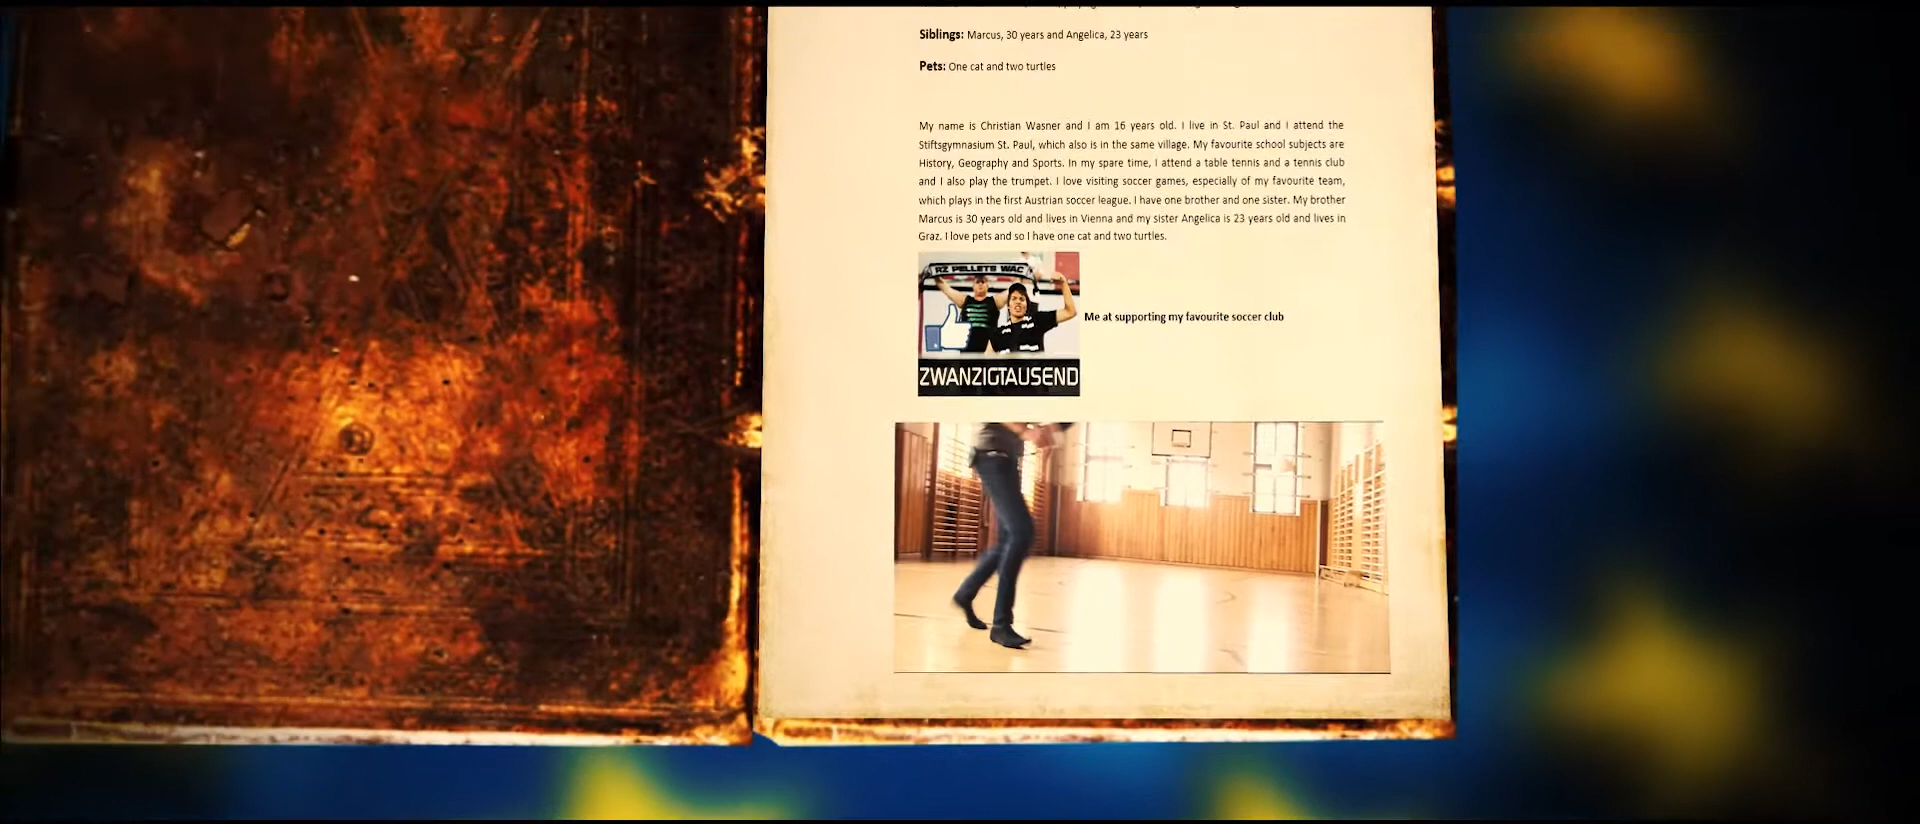 Siblings: Marcus, 30 years and Angelica, 23 years
Pets: One cat and two turtles
My name is Christian Wasner and I am 16 years old. I live in St. Paul and I attend the
Stiftsgymnasium St. Paul, which also is in the same village. My favourite school subjects are
History, Geography and Sports. In my spare time, I attend a table tennis and a tennis club
and I also play the trumpet. I love visiting soccer games, especially of my favourite team,
which plays in the first Austrian soccer league. I have one brother and one sister. My brother
Marcus is 30 years old and lives in Vienna and my sister Angelica is 23 years old and lives in
Graz. I love pets and so I have one cat and two turtles.
RZ PELLETS WAC
Me at supporting my favourite soccer club
ZWANZIGTAUSEND